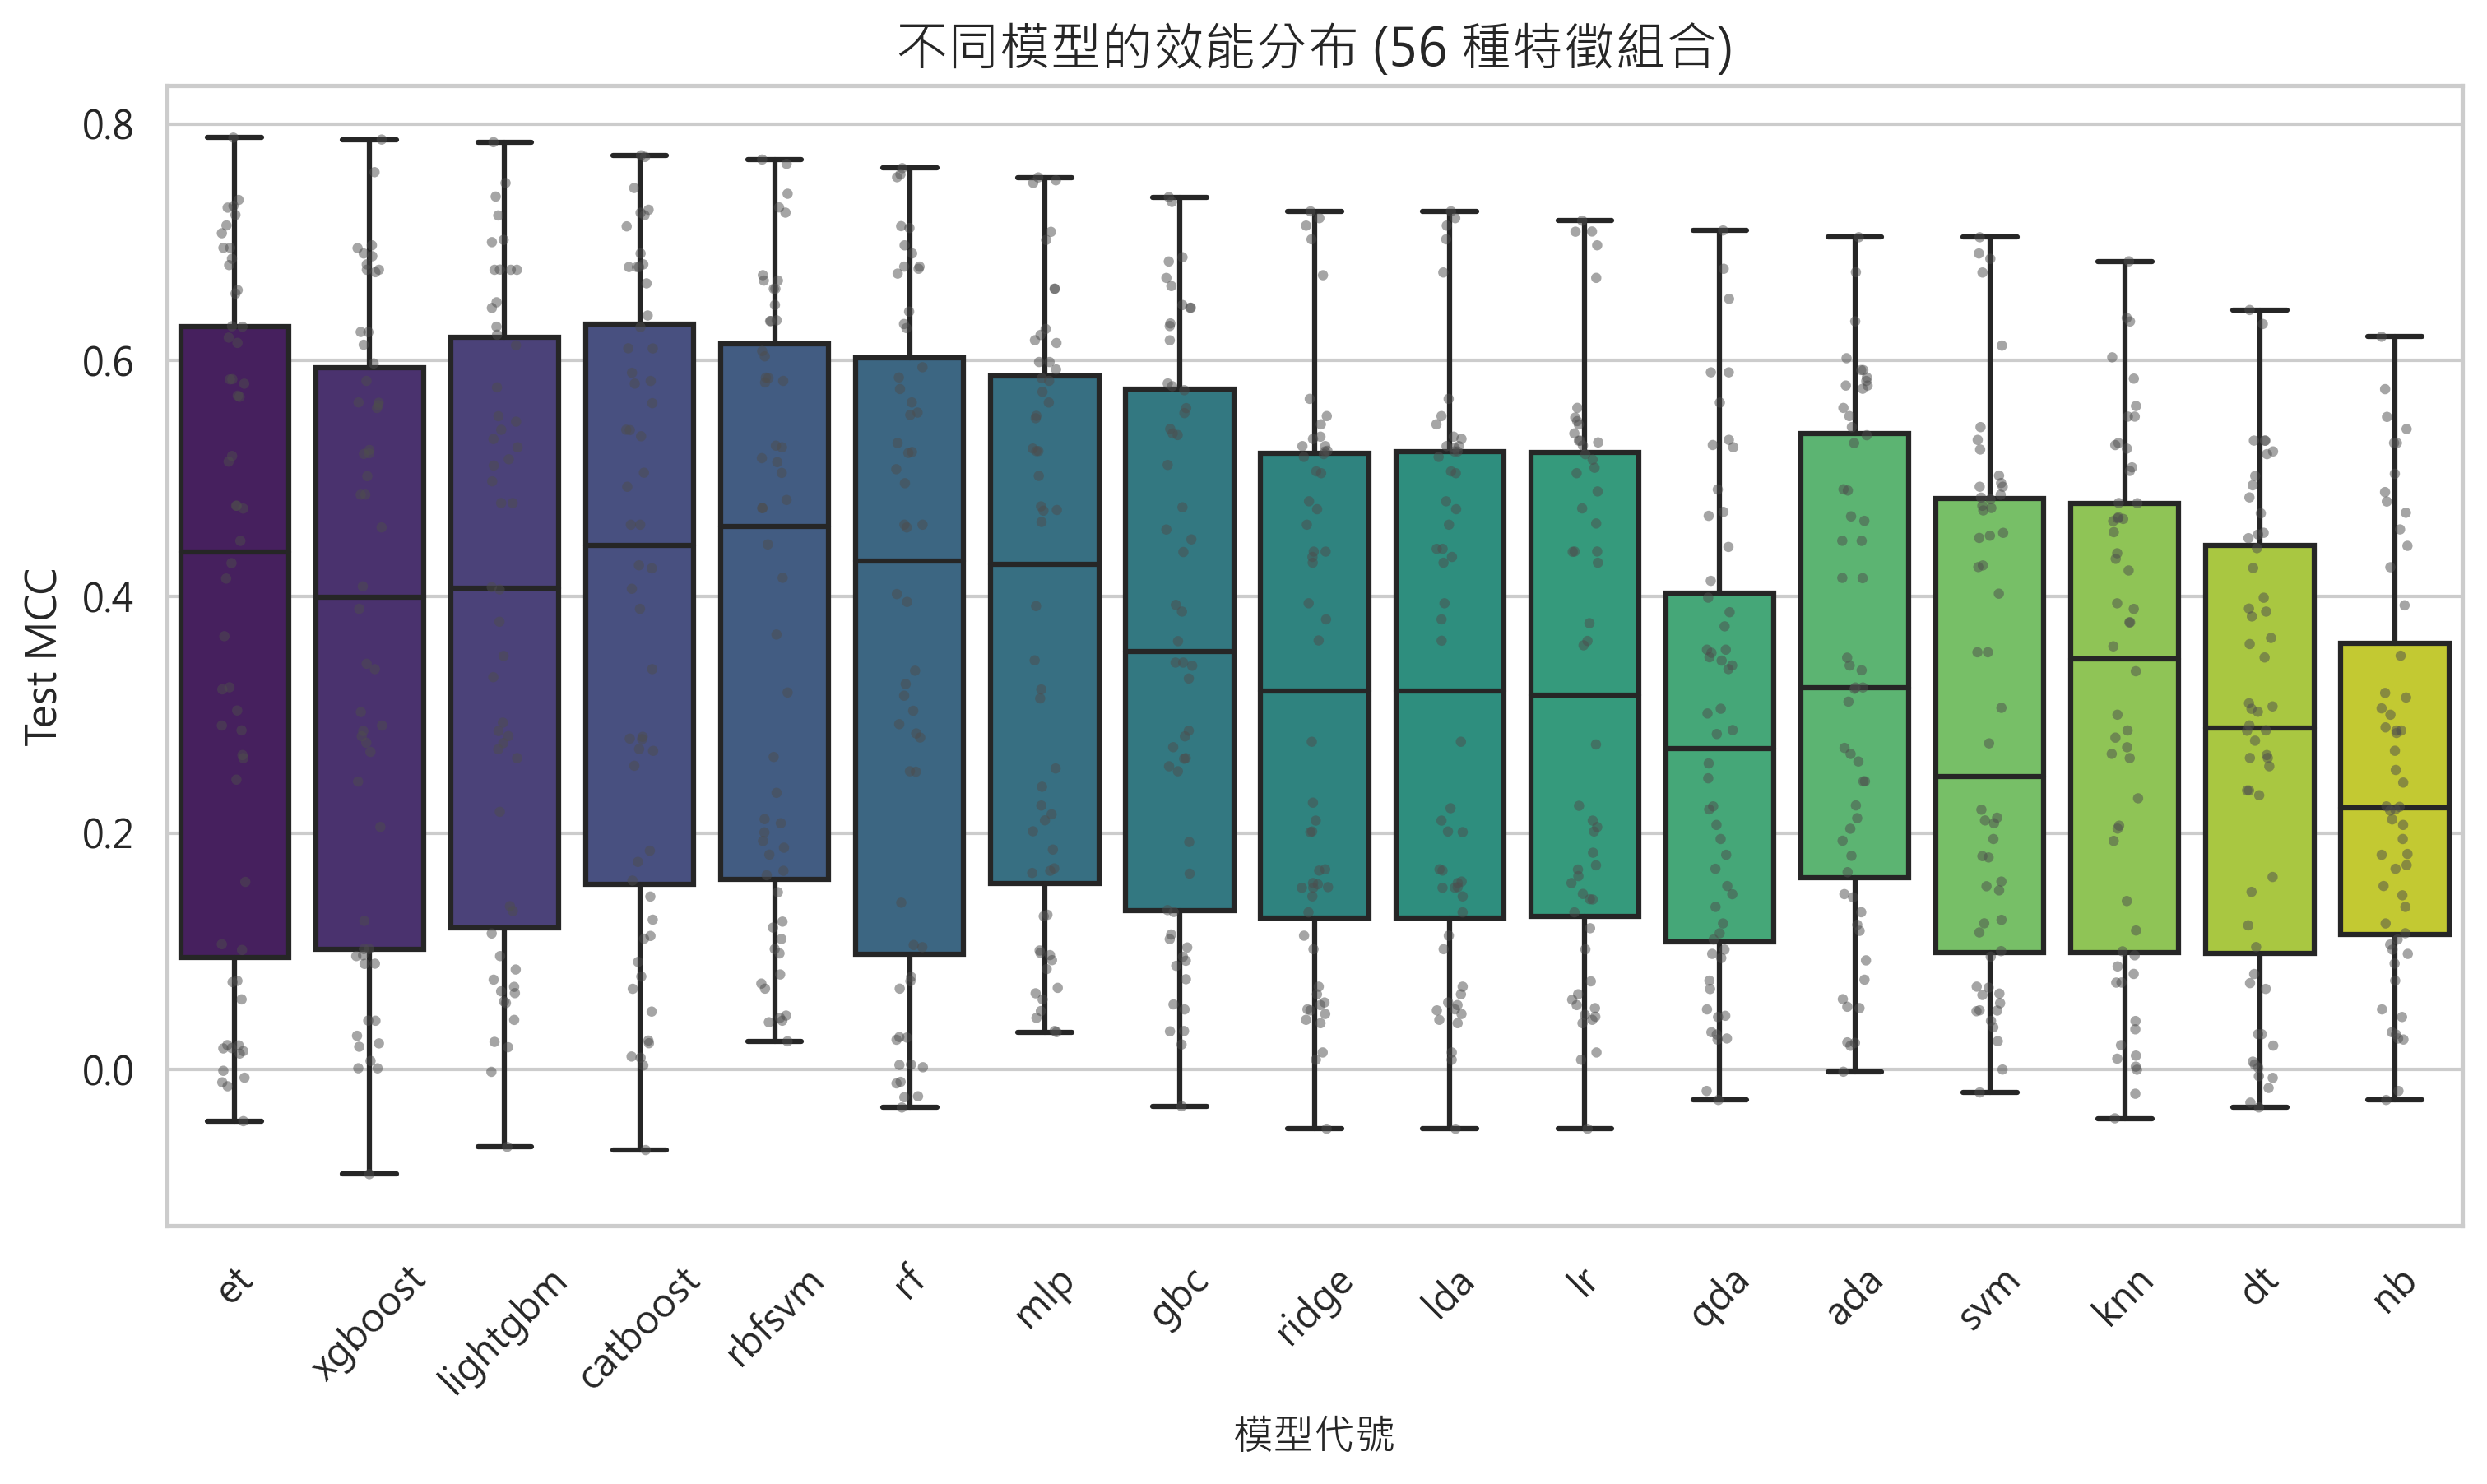 不同模型的效能分布 (56 種特徵組合)
Test MCC
0.8
0.6
0.4
0.2
0.0
et
xgboost
lightgbm
catboost
rbfsvm
rf
mlp
gbc
ridge
lda
lr
qda
ada
svm
knn
dt
nb
模型代號